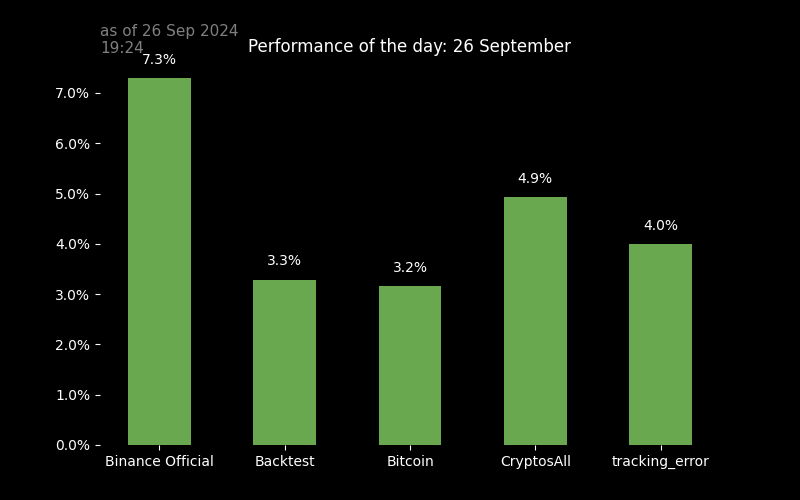 as of 26 Sep 2024
19:24
Performance of the day: 26 September
7.3%
3.3%
3.2%
4.9%
4.0%
7.0%
6.0%
5.0%
4.0%
3.0%
2.0%
1.0%
0.0%
Binance Official
Backtest
Bitcoin
CryptosAll
tracking_error